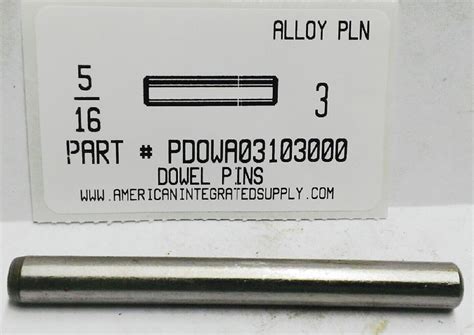 ALLOY PLN
5
16
3
PART # PDOWA03103000
DOWEL PINS
WWW.AMERICANINTEGRATEDSUPPLY.COM